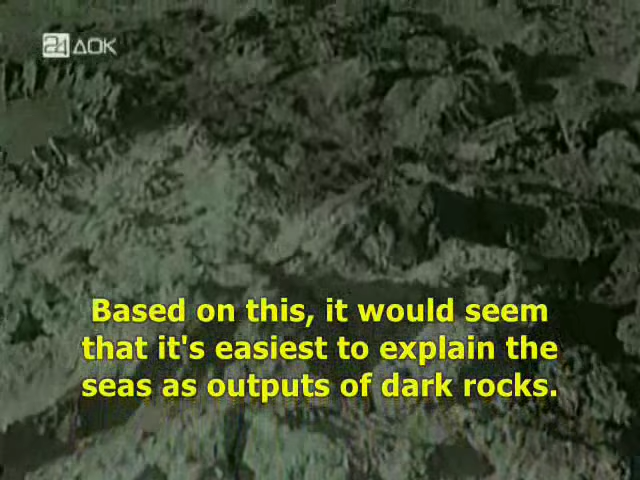 24 ДОК
Based on this, it would seem
that it's easiest to explain the
seas as outputs of dark rocks.